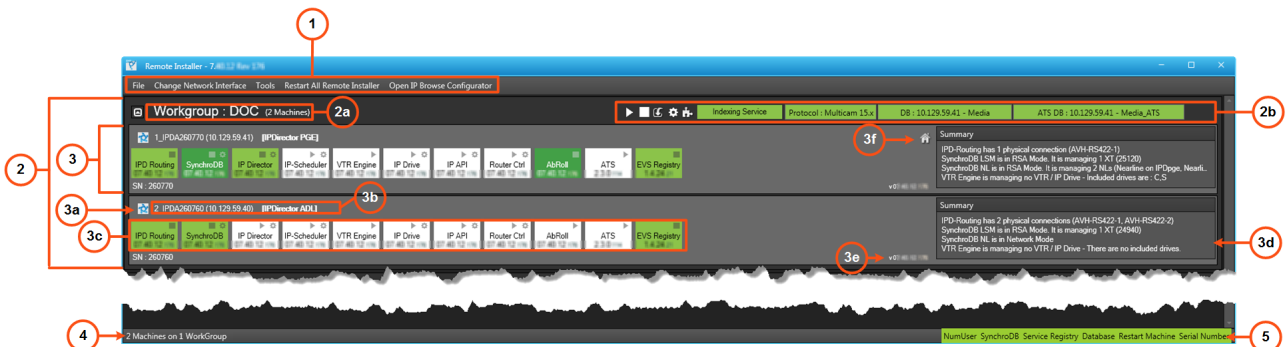 1
Remote Installer - 7.40.12 Rev 176
File Change Network Interface Tools Restart All Remote Installer Open IP Browse Configurator
2
Workgroup : DOC (2 Machines)
2a
Indexing Service
Protocol : Multicam 15.x
DB : 10.129.59.41 - Media
ATS DB : 10.129.59.41 - Media_ATS
2b
3
1_IPDA260770 (10.129.59.41) [IPDirector PGE]
3f
IPD Routing SynchroDB IP Director IP-Scheduler VTR Engine IP Drive IP API Router Ctrl AbRoll ATS EVS Registry
SN : 260770
Summary
IPD-Routing has 1 physical connection (AVH-RS422-1)
SynchroDB LSM is in RSA Mode. It is managing 1 XT (25120)
SynchroDB NL is in RSA Mode. It is managing 2 NLs (Nearline on IPDpge, Nearli..
VTR Engine is managing no VTR / IP Drive - Included drives are : C,S
3a
2_IPDA260760 (10.129.59.40) [IPDirector ADL]
3b
3c
IPD Routing SynchroDB IP Director IP-Scheduler VTR Engine IP Drive IP API Router Ctrl AbRoll ATS EVS Registry
SN : 260760
3e
Summary
IPD-Routing has 2 physical connections (AVH-RS422-1, AVH-RS422-2)
SynchroDB LSM is in RSA Mode. It is managing 1 XT (24940)
SynchroDB NL is in Network Mode
VTR Engine is managing no VTR / IP Drive - There are no included drives.
3d
4
2 Machines on 1 WorkGroup
NumUser SynchroDB Service Registry Database Restart Machine Serial Number
5